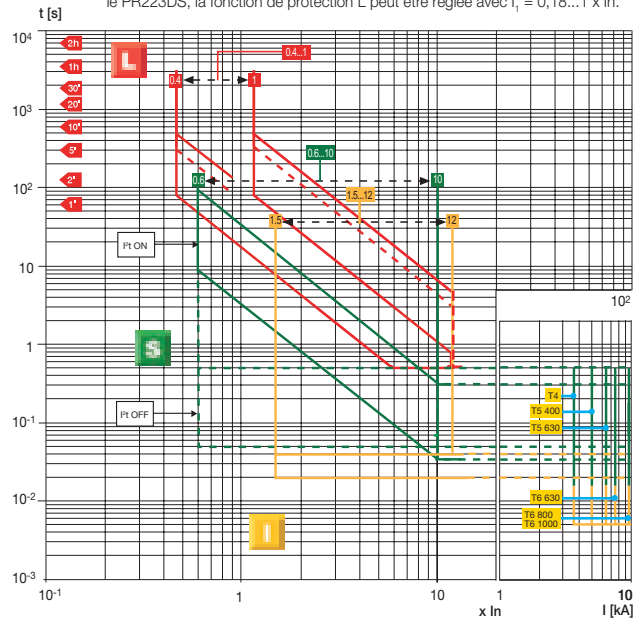 le PR223DS, la fonction de protection L peut être réglée avec I₁ = 0,18...1 x In.
t [s]
10⁴
2h
1h
30'
20'
10'
5'
2'
1'
L
0.4
0.4...1
1
10³
0.6...10
10²
0.6
10
1.5...12
1.5
12
I²t ON
10
S
1
I²t OFF
10⁻¹
10⁻²
I
10⁻³
10⁻¹
1
10
x In
10²
T4
T5 400
T5 630
T6 630
T6 800
T6 1000
1
10
I [kA]